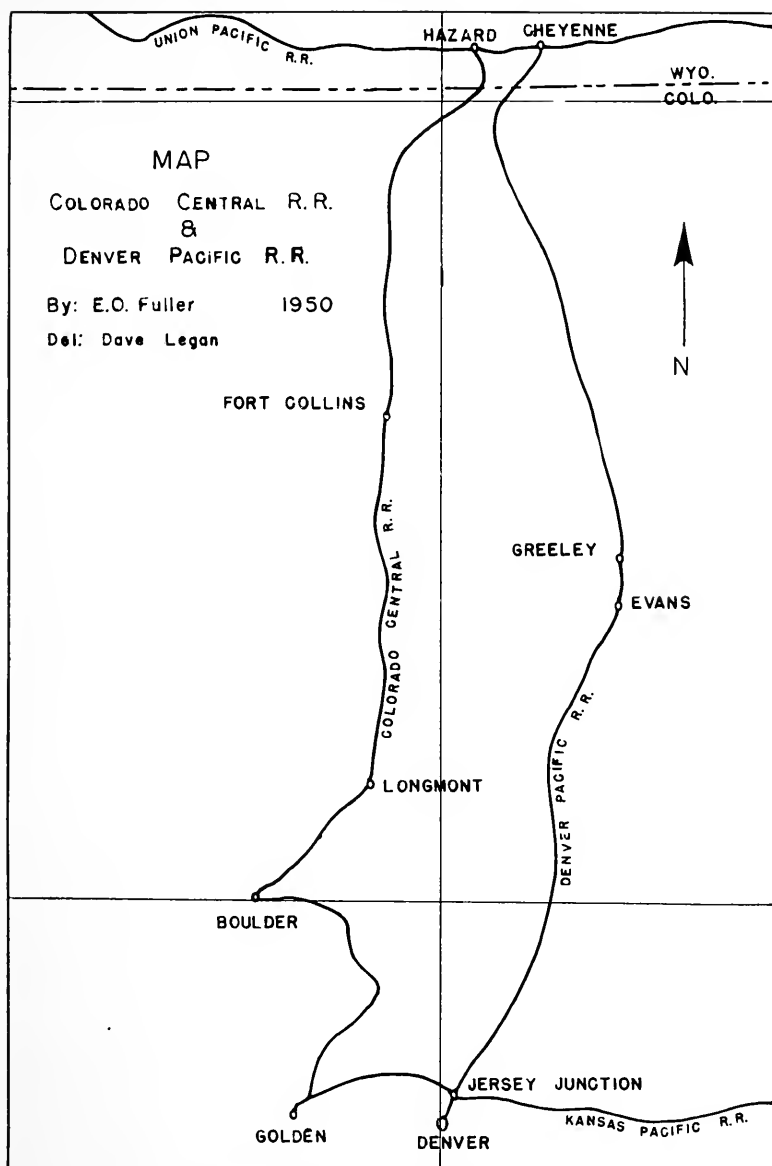 UNION PACIFIC R.R.
HAZARD
CHEYENNE
WYO.
COLO.
MAP
COLORADO CENTRAL R.R.
&
DENVER PACIFIC R.R.
By: E.O. Fuller 1950
Del: Dave Legan
N
FORT COLLINS
COLORADO CENTRAL R.R.
GREELEY
EVANS
DENVER PACIFIC R.R.
LONGMONT
BOULDER
JERSEY JUNCTION
KANSAS PACIFIC R.R.
GOLDEN
DENVER